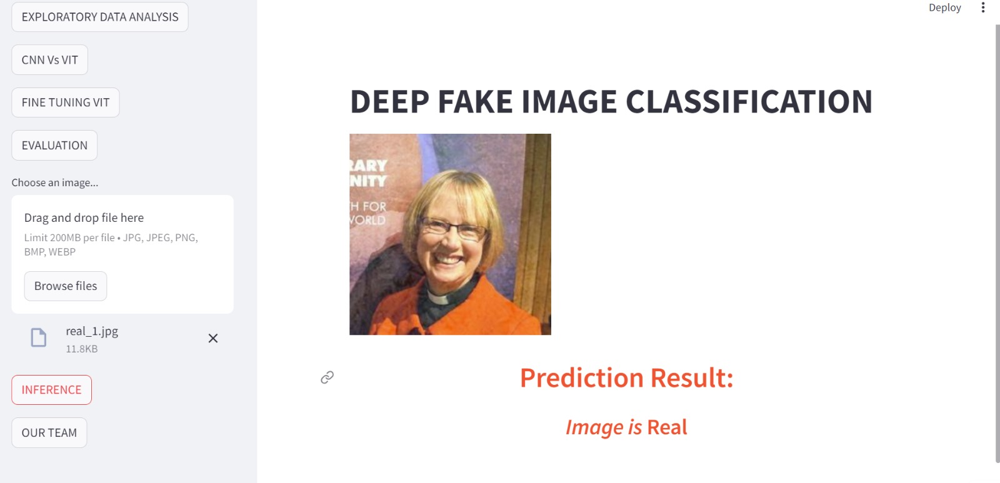 EXPLORATORY DATA ANALYSIS
CNN Vs VIT
FINE TUNING VIT
EVALUATION
Choose an image...
Drag and drop file here
Limit 200MB per file • JPG, JPEG, PNG,
BMP, WEBP
Browse files
real_1.jpg
11.8KB
INFERENCE
OUR TEAM
Deploy
DEEP FAKE IMAGE CLASSIFICATION
RARY
NITY
H FOR
WORLD
Prediction Result:
Image is Real